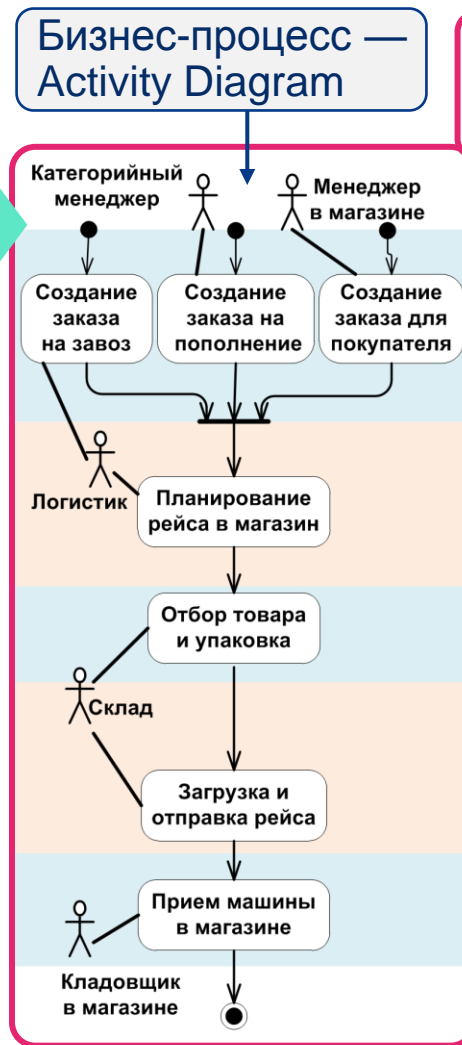 Бизнес-процесс —
Activity Diagram
Категорийный
менеджер
Менеджер
в магазине
Создание
заказа
на завоз
Создание
заказа на
пополнение
Создание
заказа для
покупателя
Логистик
Планирование
рейса в магазин
Отбор товара
и упаковка
Склад
Загрузка и
отправка рейса
Прием машины
в магазине
Кладовщик
в магазине